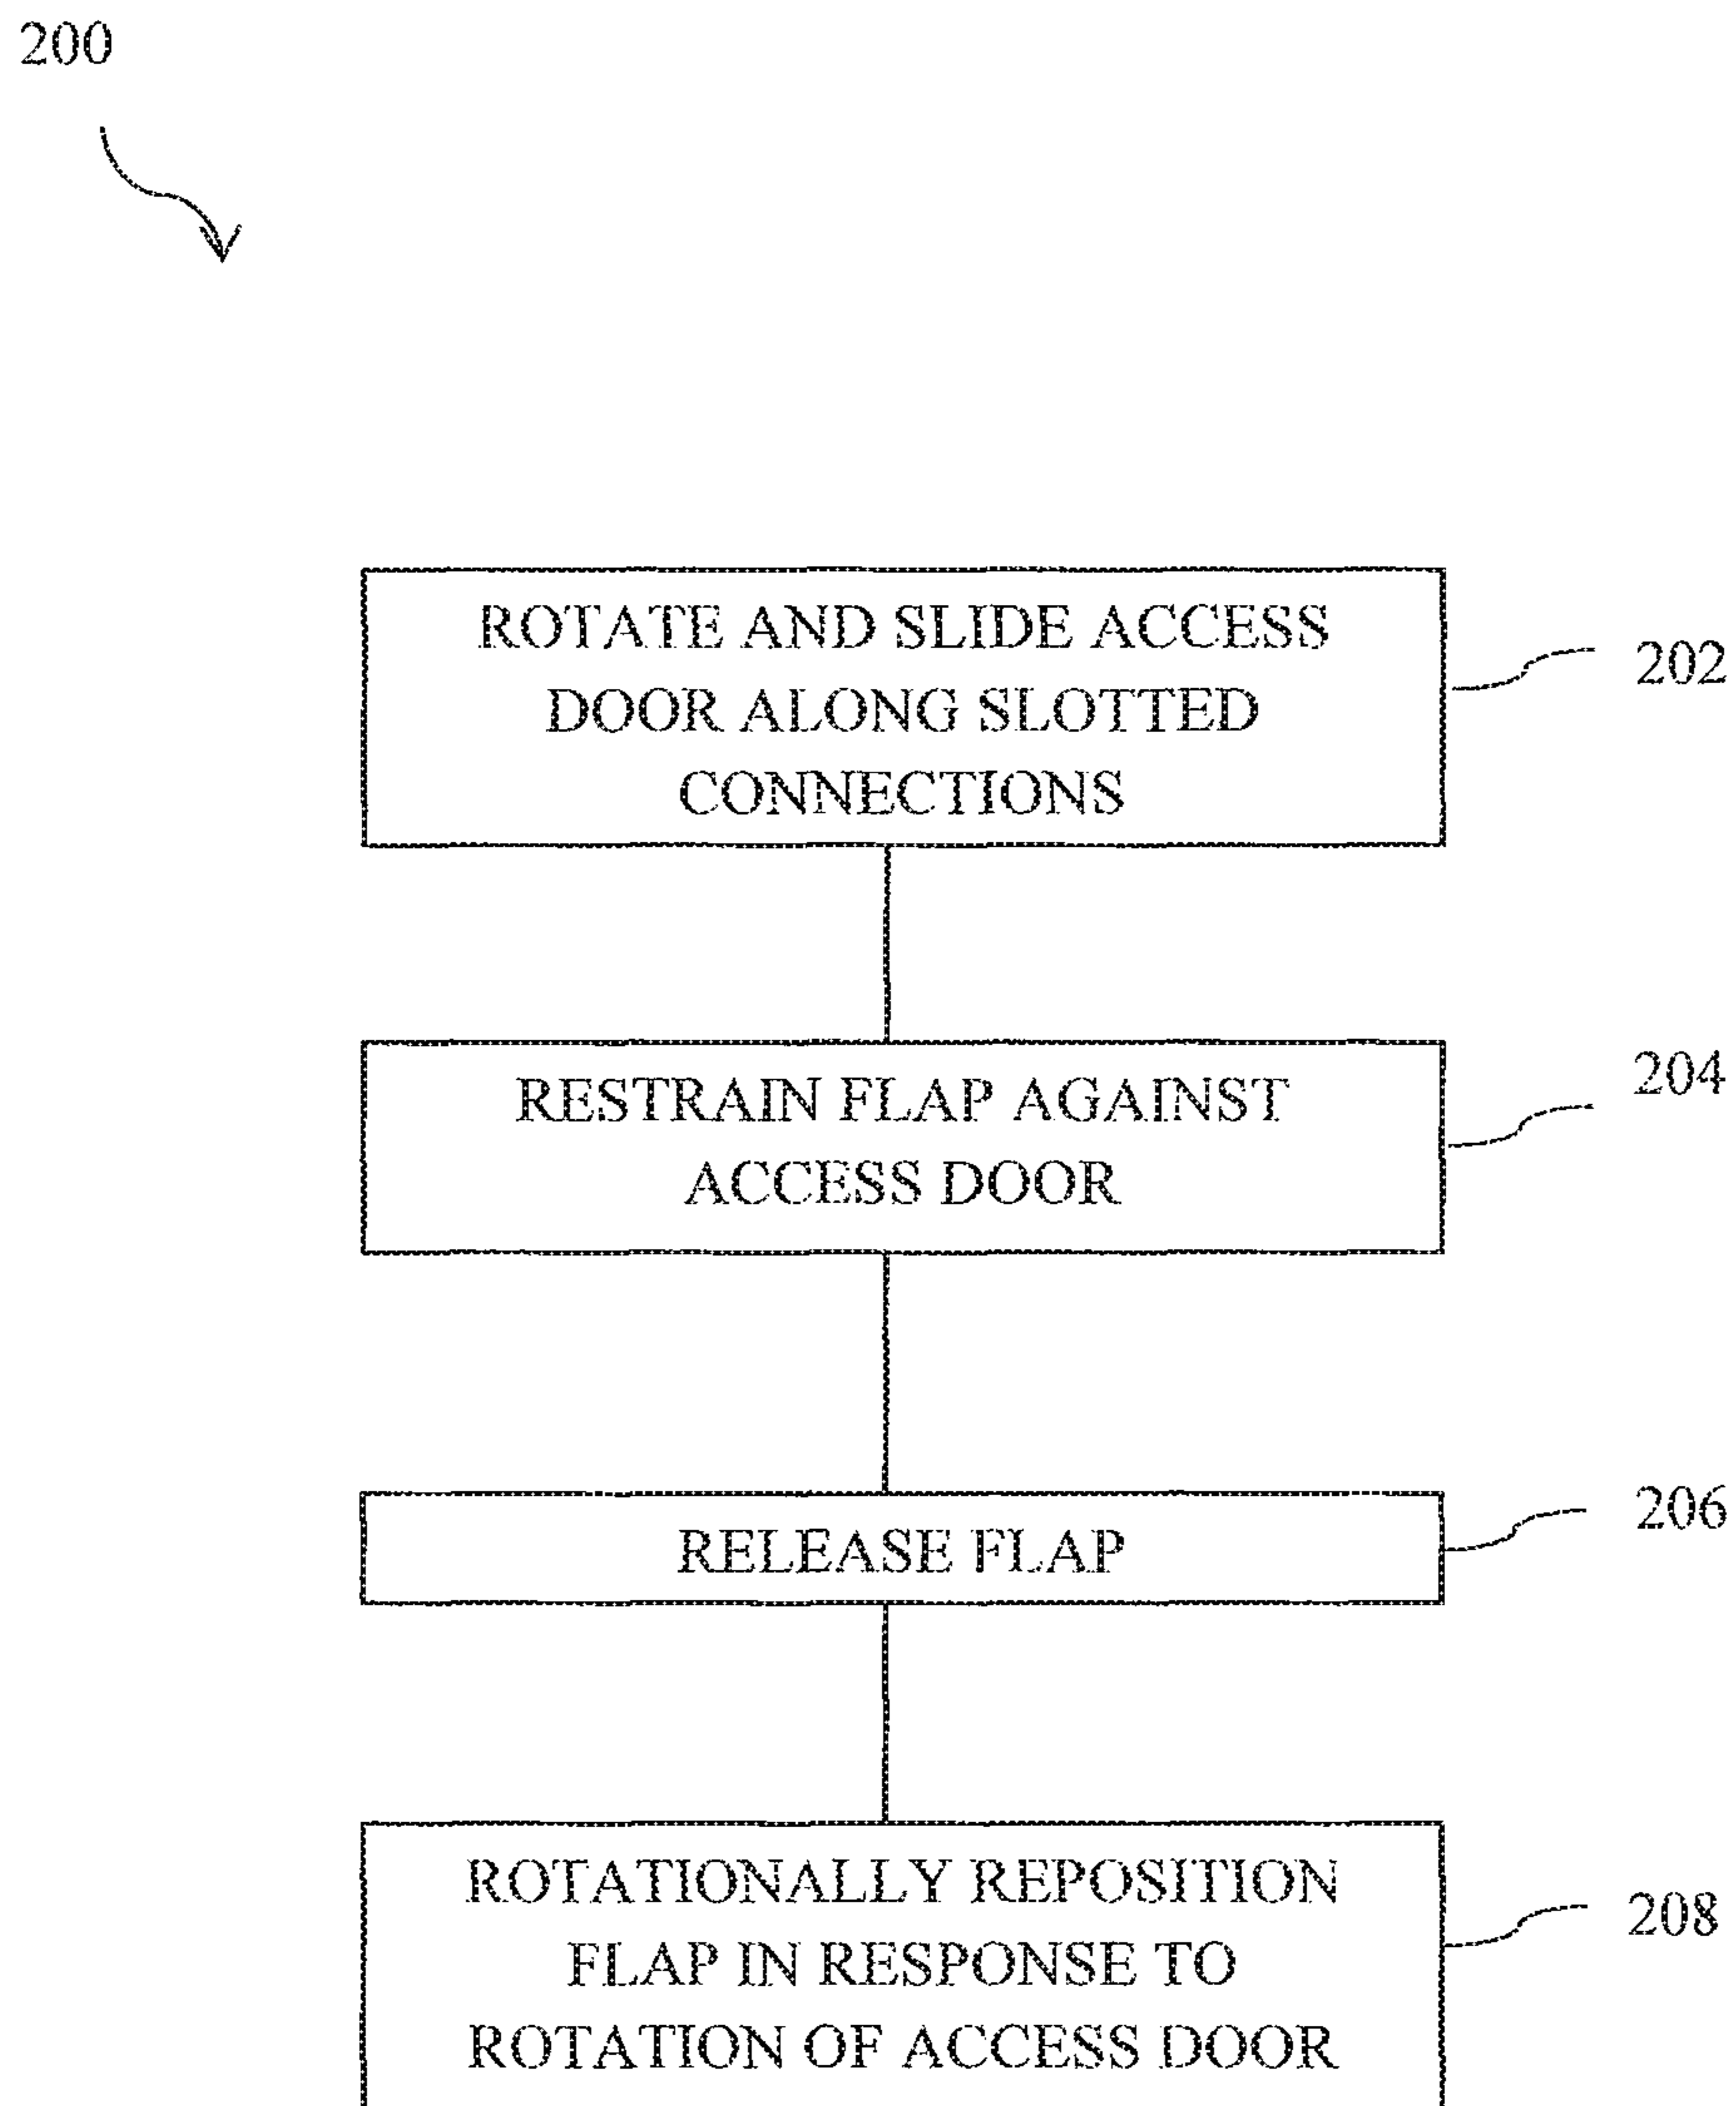 200
ROTATE AND SLIDE ACCESS
DOOR ALONG SLOTTED
CONNECTIONS
202
RESTRAIN FLAP AGAINST
ACCESS DOOR
204
RELEASE FLAP
206
ROTATIONALLY REPOSITION
FLAP IN RESPONSE TO
ROTATION OF ACCESS DOOR
208